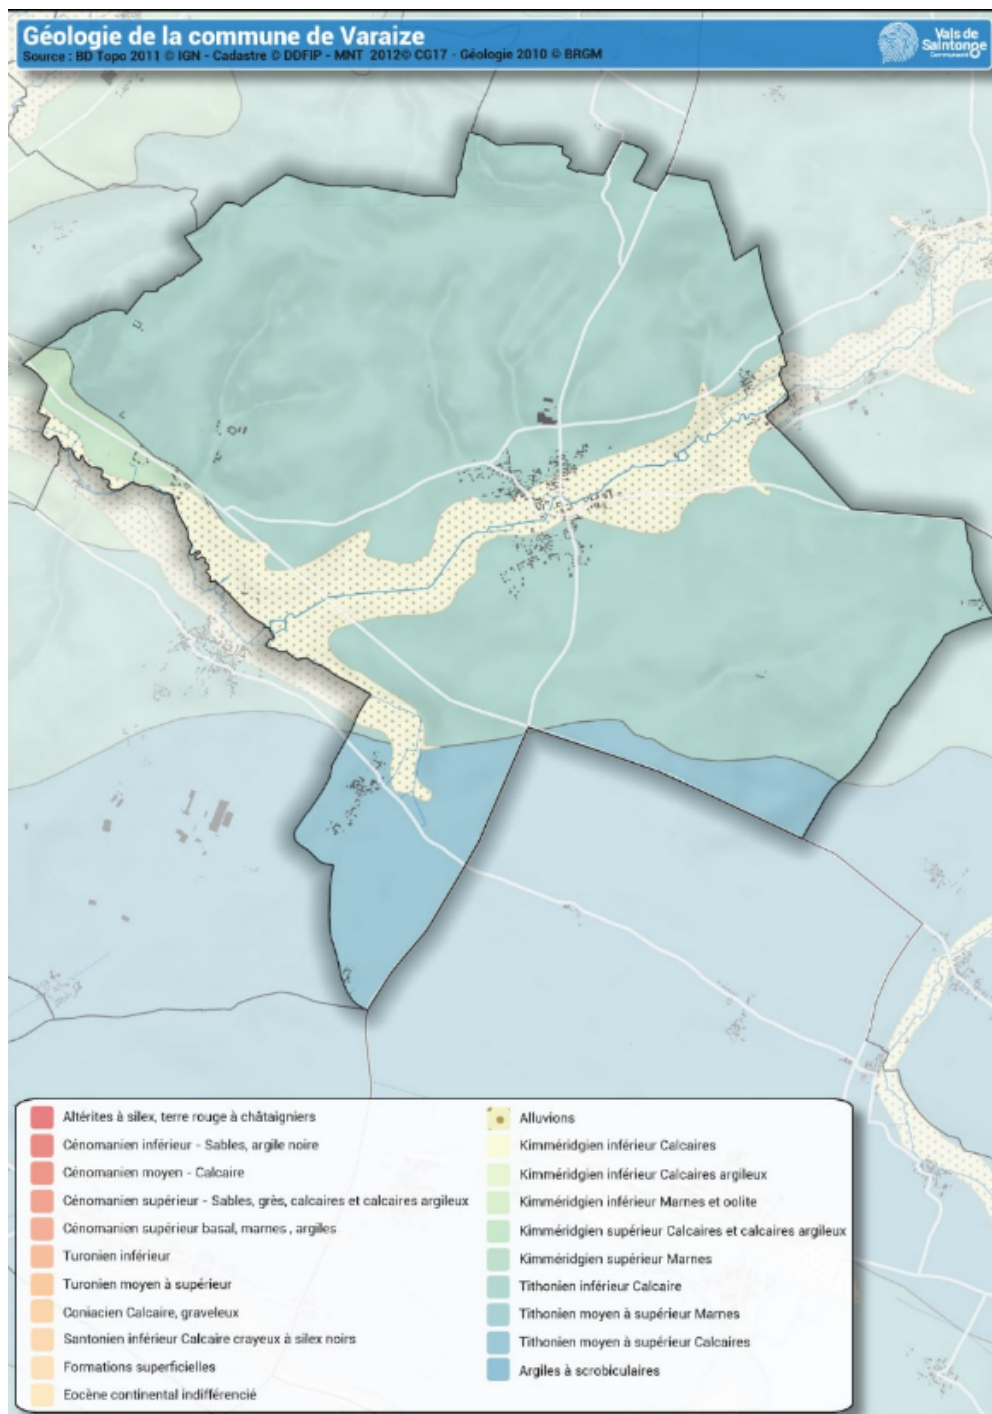 Géologie de la commune de Varaize
Source : BD Topo 2011 © IGN - Cadastre © DDFIP - MNT 2012© CG17 - Géologie 2010 © BRGM
Vals de
Saintonge
Communauté
Altérites à silex, terre rouge à châtaigniers
Cénomanien inférieur - Sables, argile noire
Cénomanien moyen - Calcaire
Cénomanien supérieur - Sables, grès, calcaires et calcaires argileux
Cénomanien supérieur basal, marnes , argiles
Turonien inférieur
Turonien moyen à supérieur
Coniacien Calcaire, graveleux
Santonien inférieur Calcaire crayeux à silex noirs
Formations superficielles
Eocène continental indifférencié
Alluvions
Kimméridgien inférieur Calcaires
Kimméridgien inférieur Calcaires argileux
Kimméridgien inférieur Marnes et oolite
Kimméridgien supérieur Calcaires et calcaires argileux
Kimméridgien supérieur Marnes
Tithonien inférieur Calcaire
Tithonien moyen à supérieur Marnes
Tithonien moyen à supérieur Calcaires
Argiles à scrobiculaires